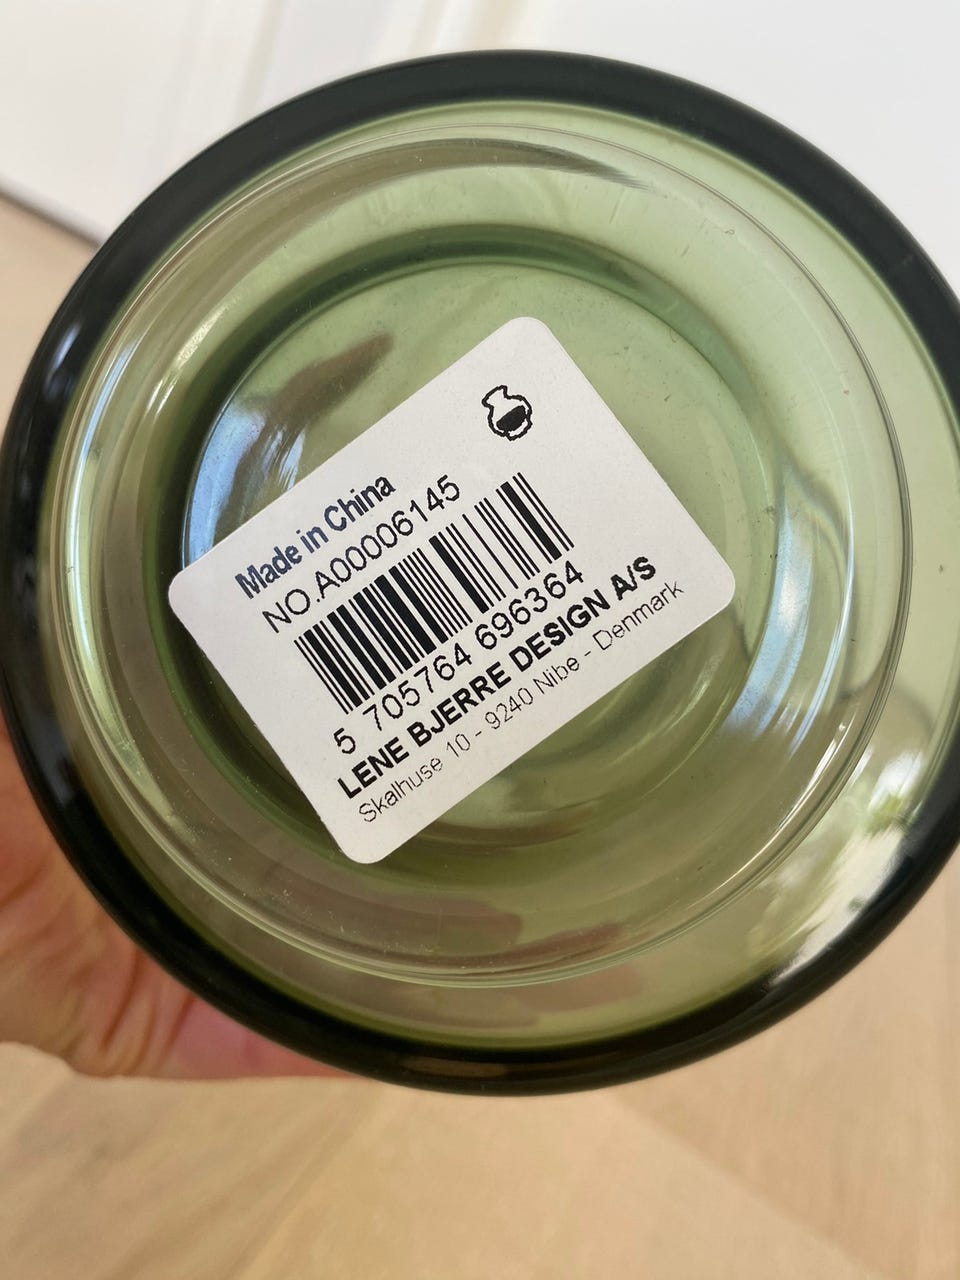 Made in China
NO.A00006145
5 705764 696364
LENE BJERRE DESIGN A/S
Skalhuse 10 - 9240 Nibe - Denmark